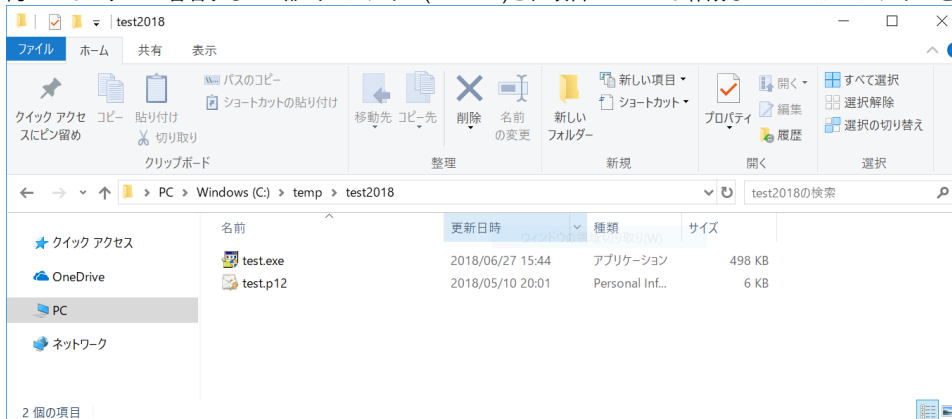 test2018
ファイル ホーム 共有 表示
クイック アクセスにピン留め
コピー
貼り付け
パスのコピー
ショートカットの貼り付け
切り取り
クリップボード
移動先 コピー先 削除 名前の変更
整理
新しいフォルダー
新しい項目
ショートカット
新規
プロパティ
開く
編集
履歴
開く
すべて選択
選択解除
選択の切り替え
選択
PC > Windows (C:) > temp > test2018
test2018の検索
名前 更新日時 種類 サイズ
クイック アクセス
OneDrive
PC
ネットワーク
test.exe 2018/06/27 15:44 アプリケーション 498 KB
test.p12 2018/05/10 20:01 Personal Inf... 6 KB
2 個の項目